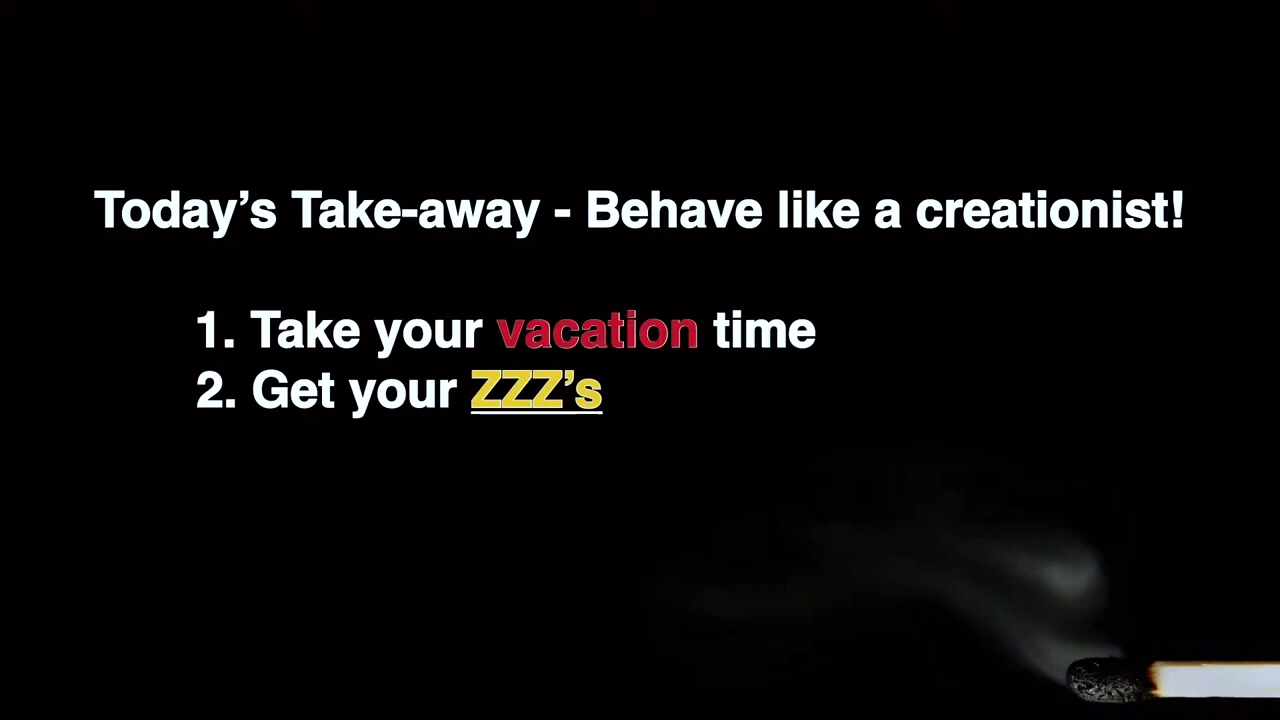 Today’s Take-away - Behave like a creationist!
1. Take your vacation time
2. Get your ZZZ’s